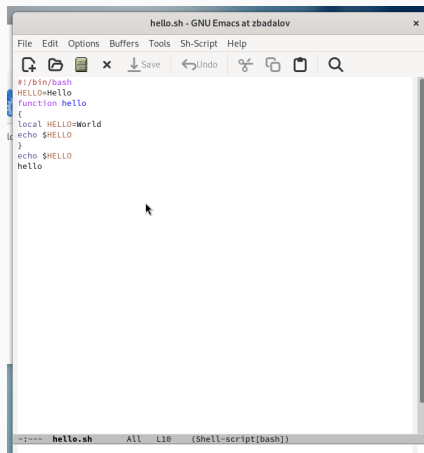 hello.sh - GNU Emacs at zbadalov
File Edit Options Buffers Tools Sh-Script Help
Save Undo
#!/bin/bash
HELLO=Hello
function hello
{
local HELLO=World
echo $HELLO
}
echo $HELLO
hello
-:--- hello.sh All L10 (Shell-script[bash])